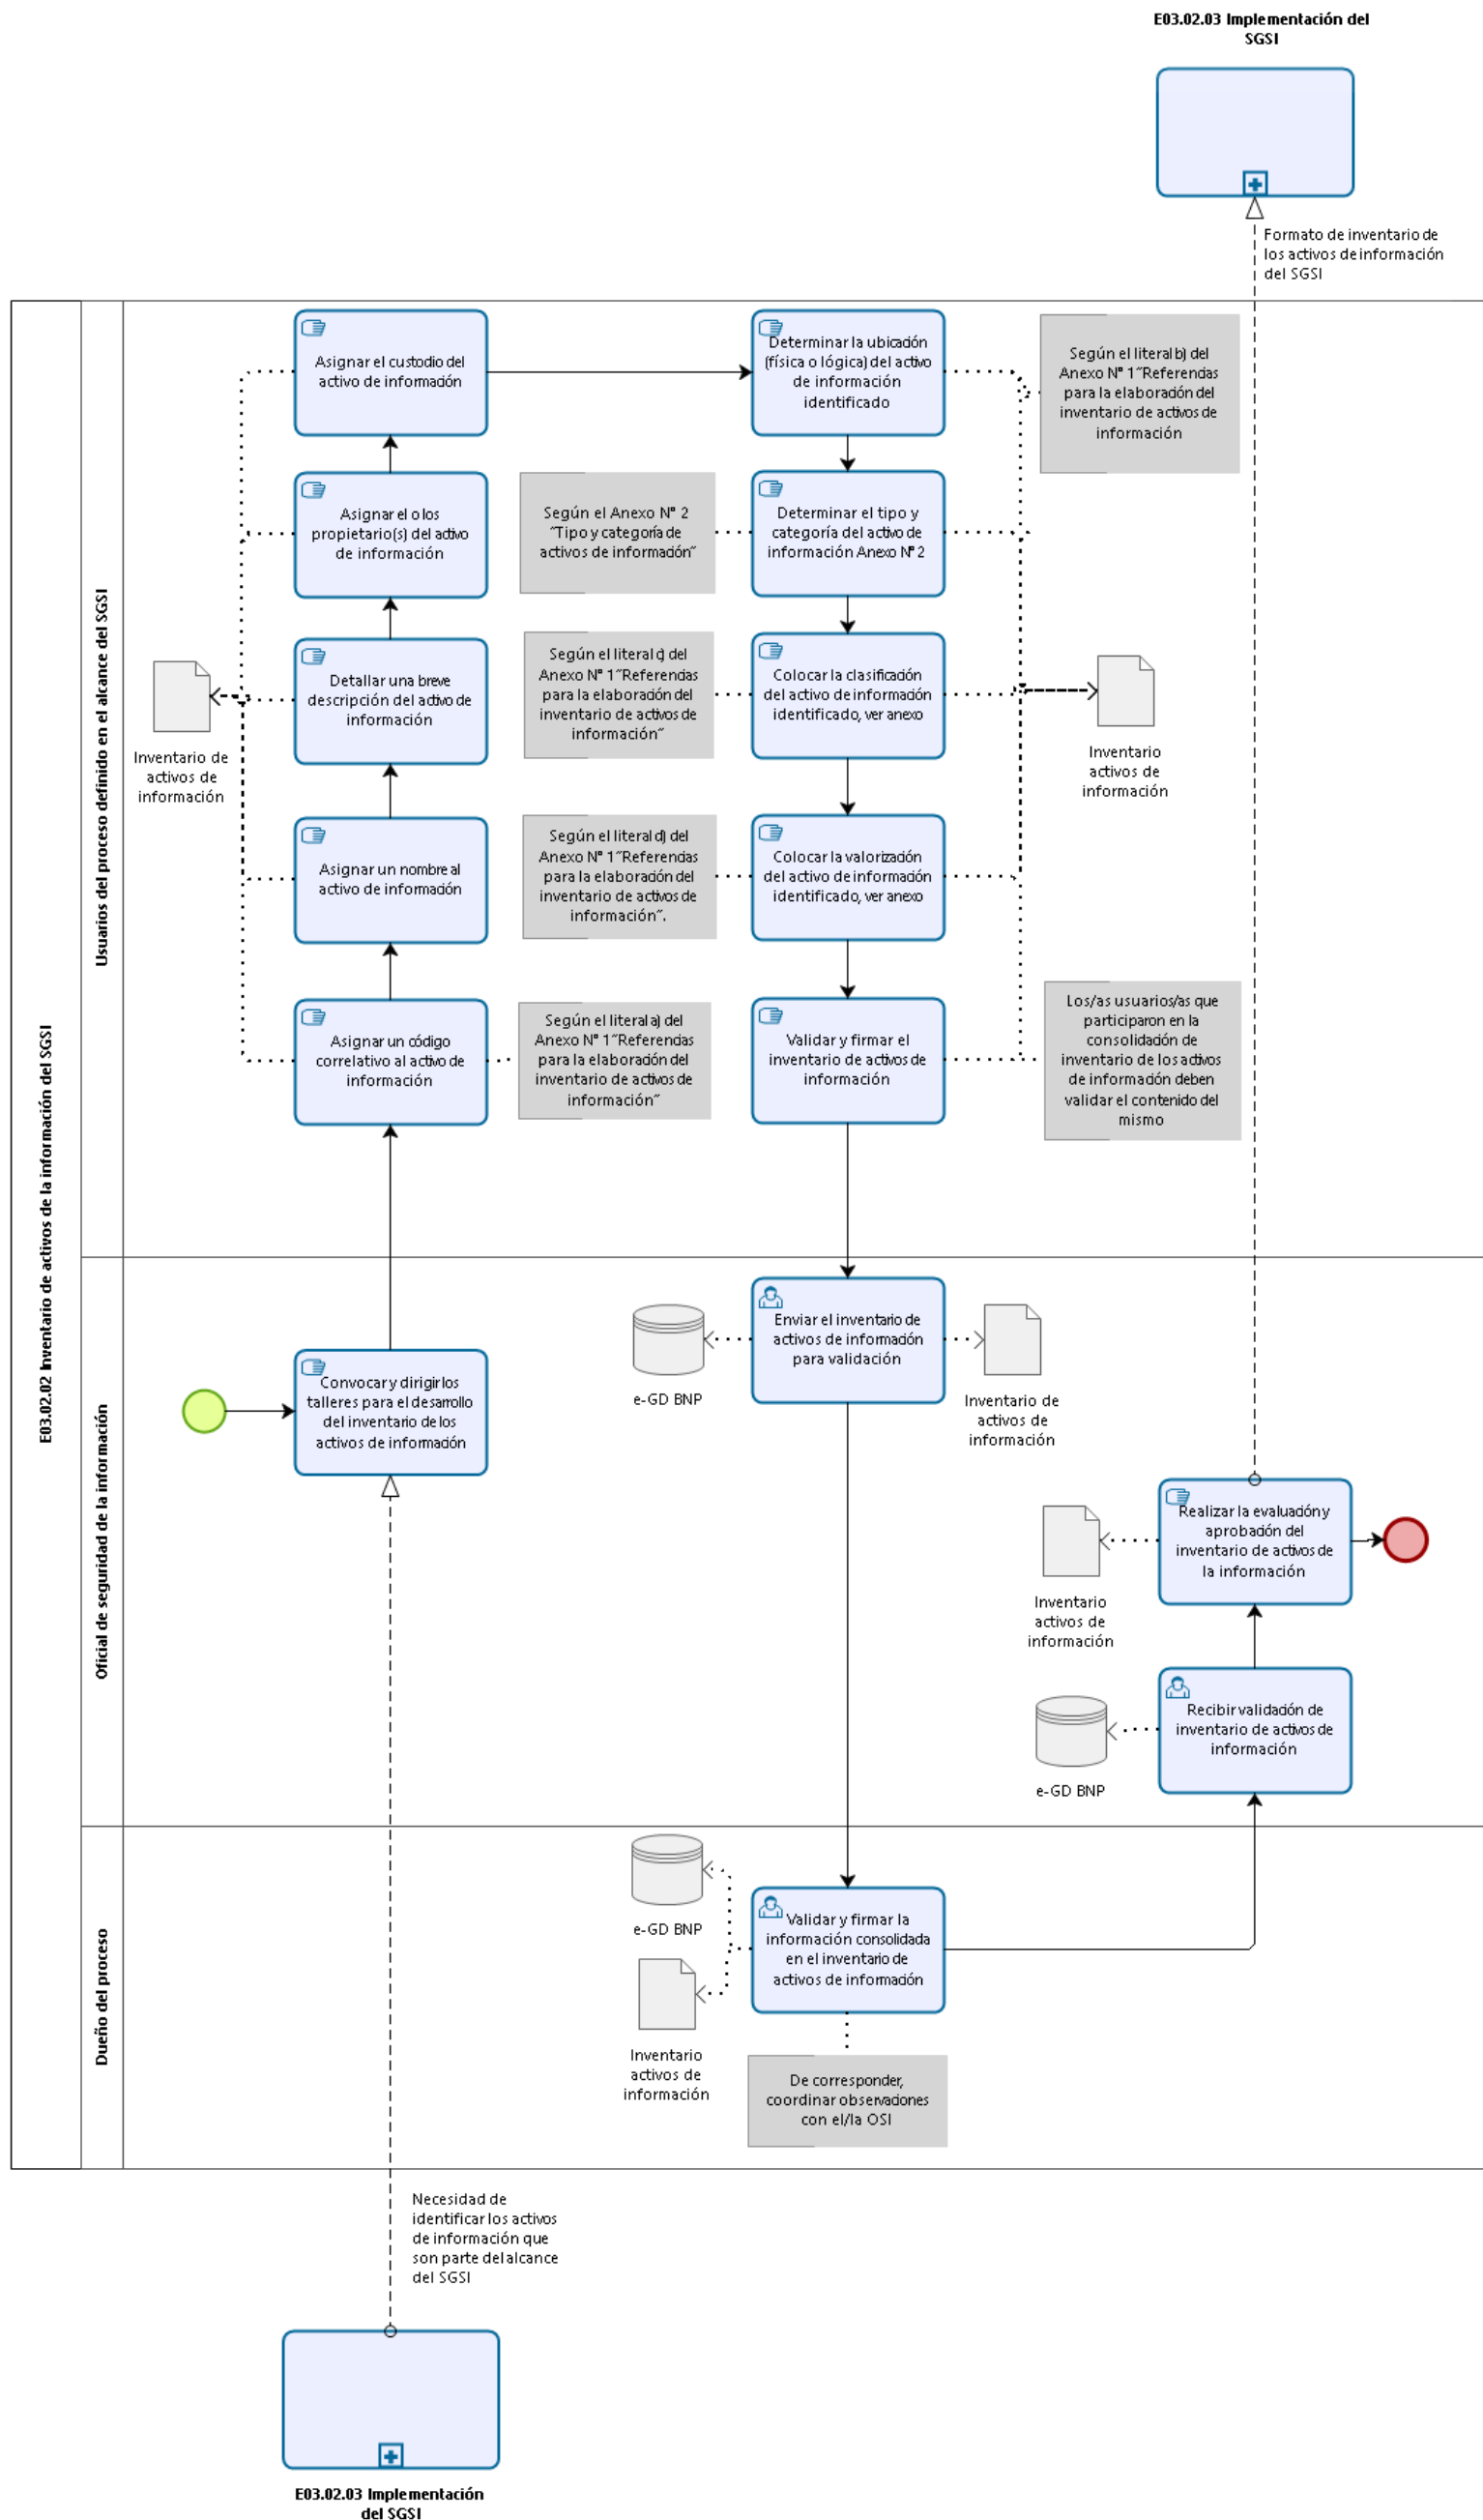 E03.02.03 Implementación del
SGSI
Formato de inventario de
los activos de información
del SGSI
E03.02.02 Inventario de activos de la información del SGSI
Usuarios del proceso definido en el alcance del SGSI
Asignar el custodio del
activo de información
Determinar la ubicación
(física o lógica) del activo
de información
identificado
Según el literal b) del
Anexo N° 1 "Referencias
para la elaboración del
inventario de activos de
información
Asignar el o los
propietario(s) del activo
de información
Según el Anexo N° 2
"Tipo y categoría de
activos de información"
Determinar el tipo y
categoría del activo de
información Anexo N° 2
Detallar una breve
descripción del activo de
información
Según el literal c) del
Anexo N° 1 "Referencias
para la elaboración del
inventario de activos de
información"
Colocar la clasificación
del activo de información
identificado, ver anexo
Inventario de
activos de
información
Inventario
activos de
información
Asignar un nombre al
activo de información
Según el literal d) del
Anexo N° 1 "Referencias
para la elaboración del
inventario de activos de
información".
Colocar la valorización
del activo de información
identificado, ver anexo
Asignar un código
correlativo al activo de
información
Según el literal a) del
Anexo N° 1 "Referencias
para la elaboración del
inventario de activos de
información"
Validar y firmar el
inventario de activos de
información
Los/as usuarios/as que
participaron en la
consolidación de
inventario de los activos
de información deben
validar el contenido del
mismo
Oficial de seguridad de la información
Convocar y dirigir los
talleres para el desarrollo
del inventario de los
activos de información
e-GD BNP
Enviar el inventario de
activos de información
para validación
Inventario de
activos de
información
Realizar la evaluación y
aprobación del
inventario de activos de
la información
Inventario
activos de
información
Recibir validación de
inventario de activos de
información
e-GD BNP
Dueño del proceso
e-GD BNP
Validar y firmar la
información consolidada
en el inventario de
activos de información
Inventario
activos de
información
De corresponder,
coordinar observaciones
con el/la OSI
Necesidad de
identificar los activos
de información que
son parte del alcance
del SGSI
E03.02.03 Implementación
del SGSI